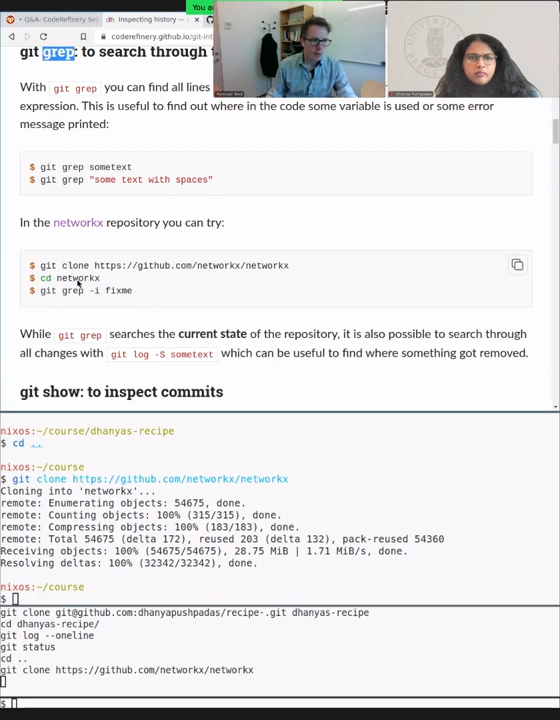 You a
Q&A: CodeRefinery Se
Inspecting history —
coderefinery.github.io/git-int
git grep: to search through
With git grep you can find all lines
expression. This is useful to find out where in the code some variable is used or some error
message printed:
$ git grep sometext
$ git grep "some text with spaces"
In the networkx repository you can try:
$ git clone https://github.com/networkx/networkx
$ cd networkx
$ git grep -i fixme
While git grep searches the current state of the repository, it is also possible to search through
all changes with git log -S sometext which can be useful to find where something got removed.
git show: to inspect commits
nixos:~/course/dhanyas-recipe
$ cd ..
nixos:~/course
$ git clone https://github.com/networkx/networkx
Cloning into 'networkx'...
remote: Enumerating objects: 54675, done.
remote: Counting objects: 100% (315/315), done.
remote: Compressing objects: 100% (183/183), done.
remote: Total 54675 (delta 172), reused 203 (delta 132), pack-reused 54360
Receiving objects: 100% (54675/54675), 28.75 MiB | 1.71 MiB/s, done.
Resolving deltas: 100% (32342/32342), done.
nixos:~/course
$
git clone git@github.com:dhanyapushpadas/recipe-.git dhanyas-recipe
cd dhanyas-recipe/
git log --oneline
git status
cd ..
git clone https://github.com/networkx/networkx
$